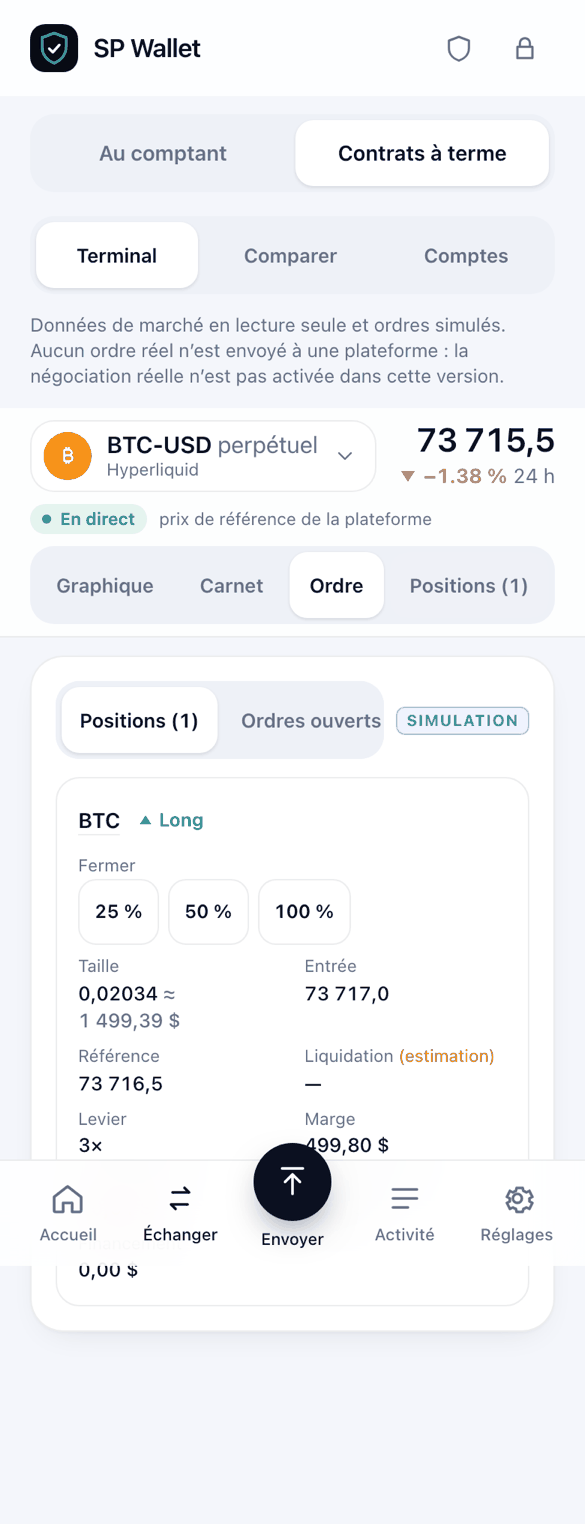 SP Wallet
Au comptant
Contrats à terme
Terminal
Comparer
Comptes
Données de marché en lecture seule et ordres simulés.
Aucun ordre réel n’est envoyé à une plateforme : la
négociation réelle n’est pas activée dans cette version.
BTC-USD perpétuel
Hyperliquid
73 715,5
▼ −1.38 % 24 h
En direct
prix de référence de la plateforme
Graphique
Carnet
Ordre
Positions (1)
Positions (1)
Ordres ouverts
SIMULATION
BTC
▲ Long
Fermer
25 %
50 %
100 %
Taille
0,02034 ≈
1 499,39 $
Entrée
73 717,0
Référence
73 716,5
Liquidation (estimation)
—
Levier
3×
Marge
499,80 $
0,00 $
Accueil
Échanger
Envoyer
Activité
Réglages